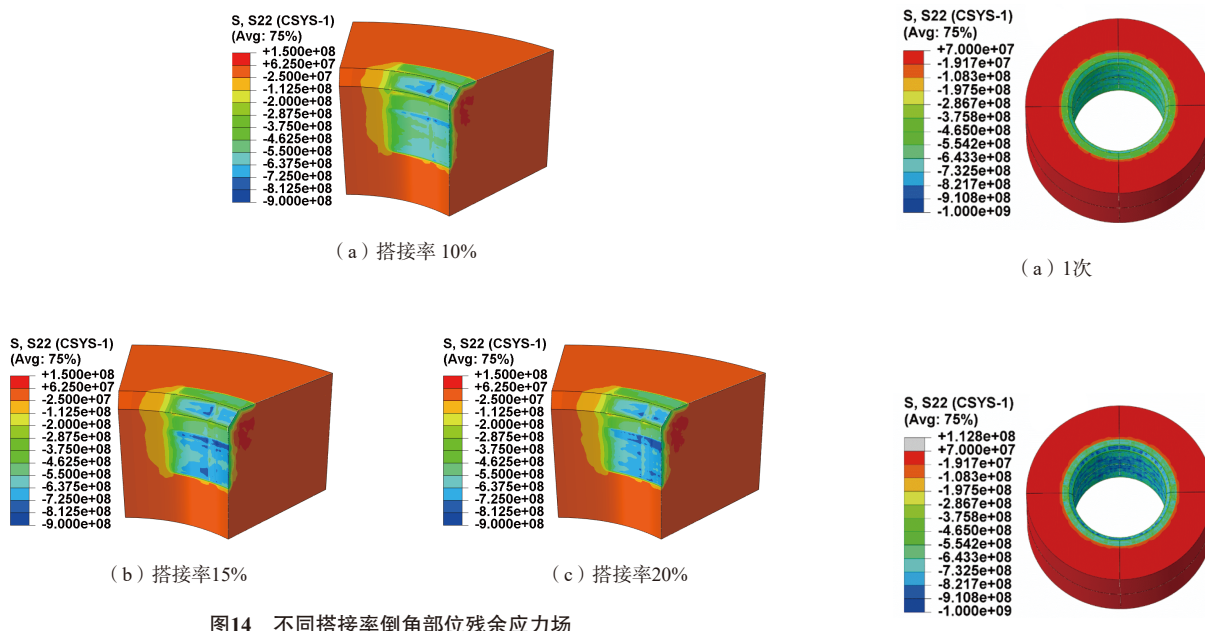 S, S22 (CSYS-1)
(Avg: 75%)
+1.500e+08
+6.250e+07
-2.500e+07
-1.125e+08
-2.000e+08
-2.875e+08
-3.750e+08
-4.625e+08
-5.500e+08
-6.375e+08
-7.250e+08
-8.125e+08
-9.000e+08
（a）搭接率 10%
S, S22 (CSYS-1)
(Avg: 75%)
+1.500e+08
+6.250e+07
-2.500e+07
-1.125e+08
-2.000e+08
-2.875e+08
-3.750e+08
-4.625e+08
-5.500e+08
-6.375e+08
-7.250e+08
-8.125e+08
-9.000e+08
（b）搭接率15%
S, S22 (CSYS-1)
(Avg: 75%)
+1.500e+08
+6.250e+07
-2.500e+07
-1.125e+08
-2.000e+08
-2.875e+08
-3.750e+08
-4.625e+08
-5.500e+08
-6.375e+08
-7.250e+08
-8.125e+08
-9.000e+08
（c）搭接率20%
图14 不同搭接率倒角部位残余应力场
S, S22 (CSYS-1)
(Avg: 75%)
+7.000e+07
-1.917e+07
-1.083e+08
-1.975e+08
-2.867e+08
-3.758e+08
-4.650e+08
-5.542e+08
-6.433e+08
-7.325e+08
-8.217e+08
-9.108e+08
-1.000e+09
（a）1次
S, S22 (CSYS-1)
(Avg: 75%)
+1.128e+08
+7.000e+07
-1.917e+07
-1.083e+08
-1.975e+08
-2.867e+08
-3.758e+08
-4.650e+08
-5.542e+08
-6.433e+08
-7.325e+08
-8.217e+08
-9.108e+08
-1.000e+09